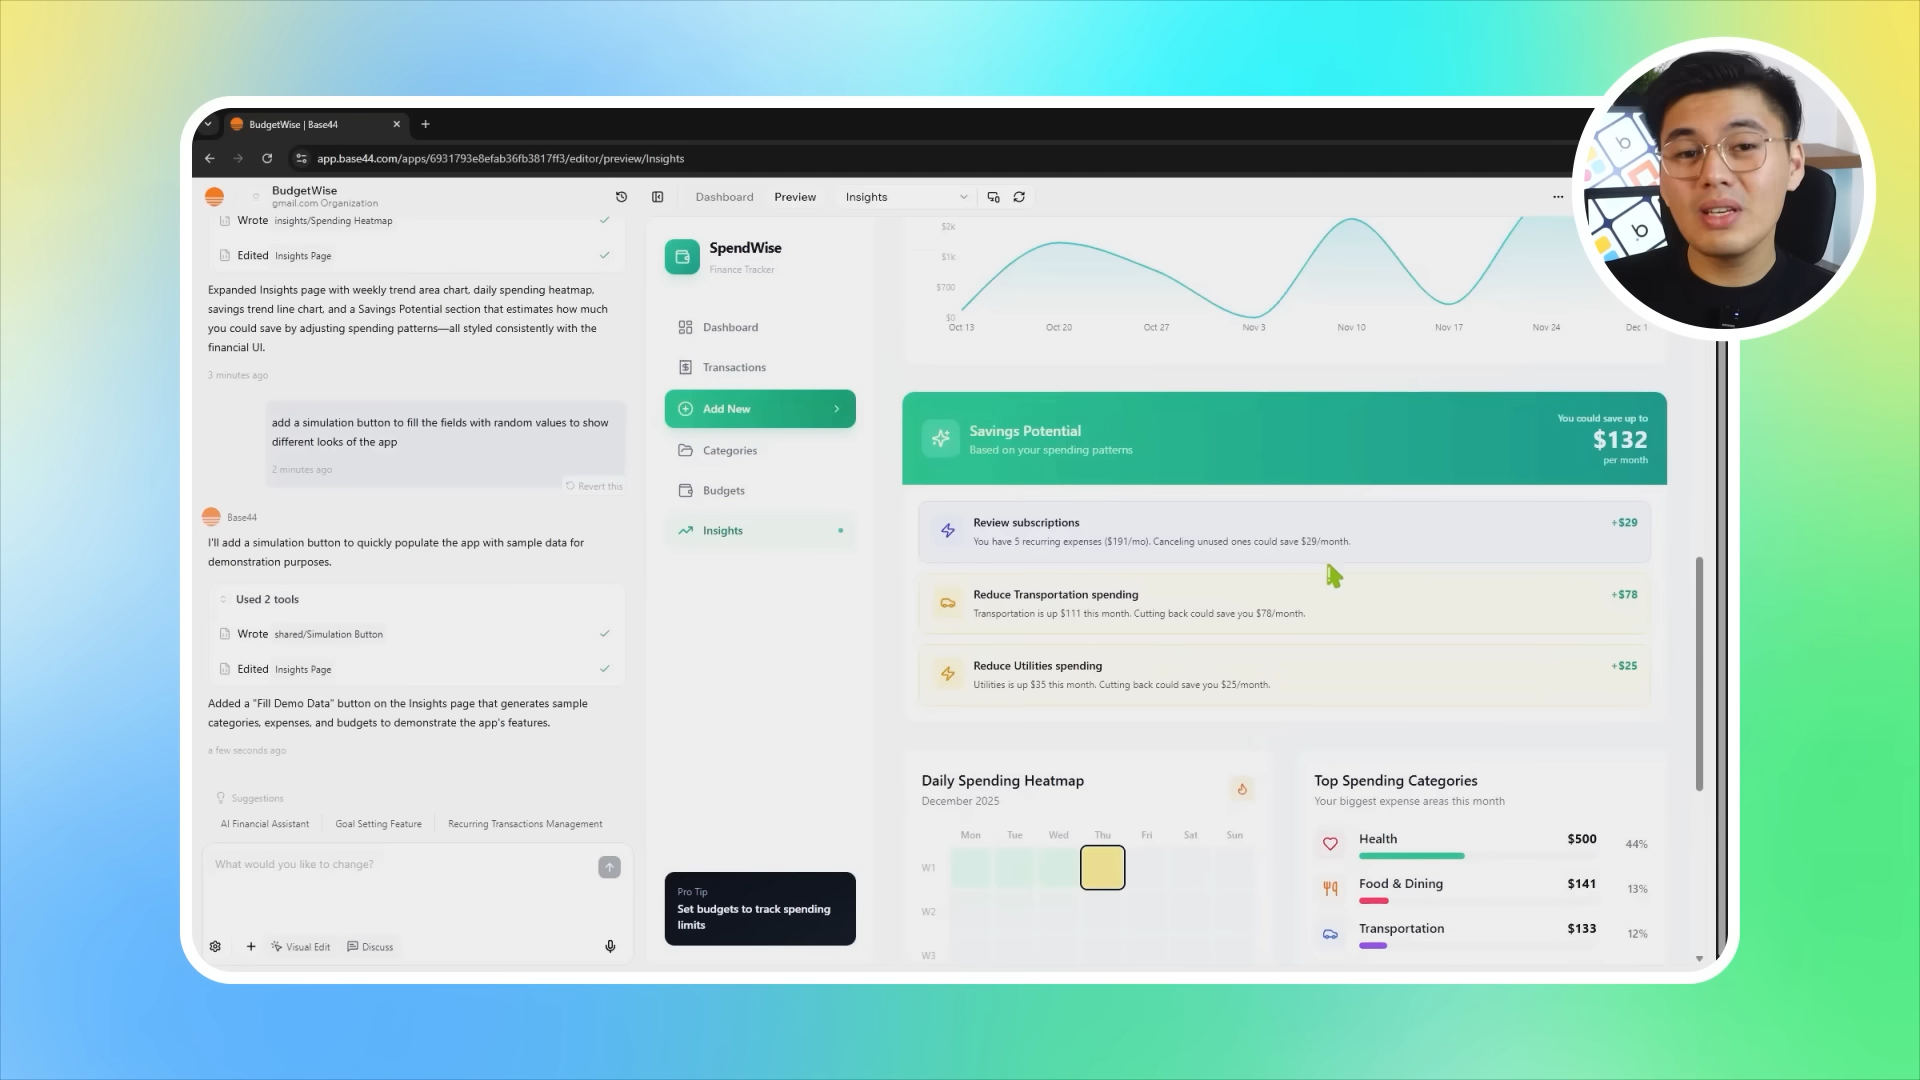 BudgetWise | Base44
app.base44.com/apps/6931793e8efab36fb3817ff3/editor/preview/Insights
BudgetWise
gmail.com Organization
Dashboard
Preview
Insights
Wrote insights/Spending Heatmap
Edited Insights Page
Expanded Insights page with weekly trend area chart, daily spending heatmap,
savings trend line chart, and a Savings Potential section that estimates how much
you could save by adjusting spending patterns—all styled consistently with the
financial UI.
3 minutes ago
add a simulation button to fill the fields with random values to show
different looks of the app
2 minutes ago
Revert this
Base44
I'll add a simulation button to quickly populate the app with sample data for
demonstration purposes.
Used 2 tools
Wrote shared/Simulation Button
Edited Insights Page
Added a "Fill Demo Data" button on the Insights page that generates sample
categories, expenses, and budgets to demonstrate the app's features.
a few seconds ago
Suggestions
AI Financial Assistant
Goal Setting Feature
Recurring Transactions Management
What would you like to change?
Visual Edit
Discuss
SpendWise
Finance Tracker
Dashboard
Transactions
Add New
Categories
Budgets
Insights
Pro Tip
Set budgets to track spending
limits
$2k
$1k
$700
$0
Oct 13
Oct 20
Oct 27
Nov 3
Nov 10
Nov 17
Nov 24
Dec 1
Savings Potential
Based on your spending patterns
You could save up to
$132
per month
Review subscriptions
You have 5 recurring expenses ($191/mo). Canceling unused ones could save $29/month.
+$29
Reduce Transportation spending
Transportation is up $111 this month. Cutting back could save you $78/month.
+$78
Reduce Utilities spending
Utilities is up $35 this month. Cutting back could save you $25/month.
+$25
Daily Spending Heatmap
December 2025
Mon
Tue
Wed
Thu
Fri
Sat
Sun
W1
W2
W3
Top Spending Categories
Your biggest expense areas this month
Health
$500
44%
Food & Dining
$141
13%
Transportation
$133
12%